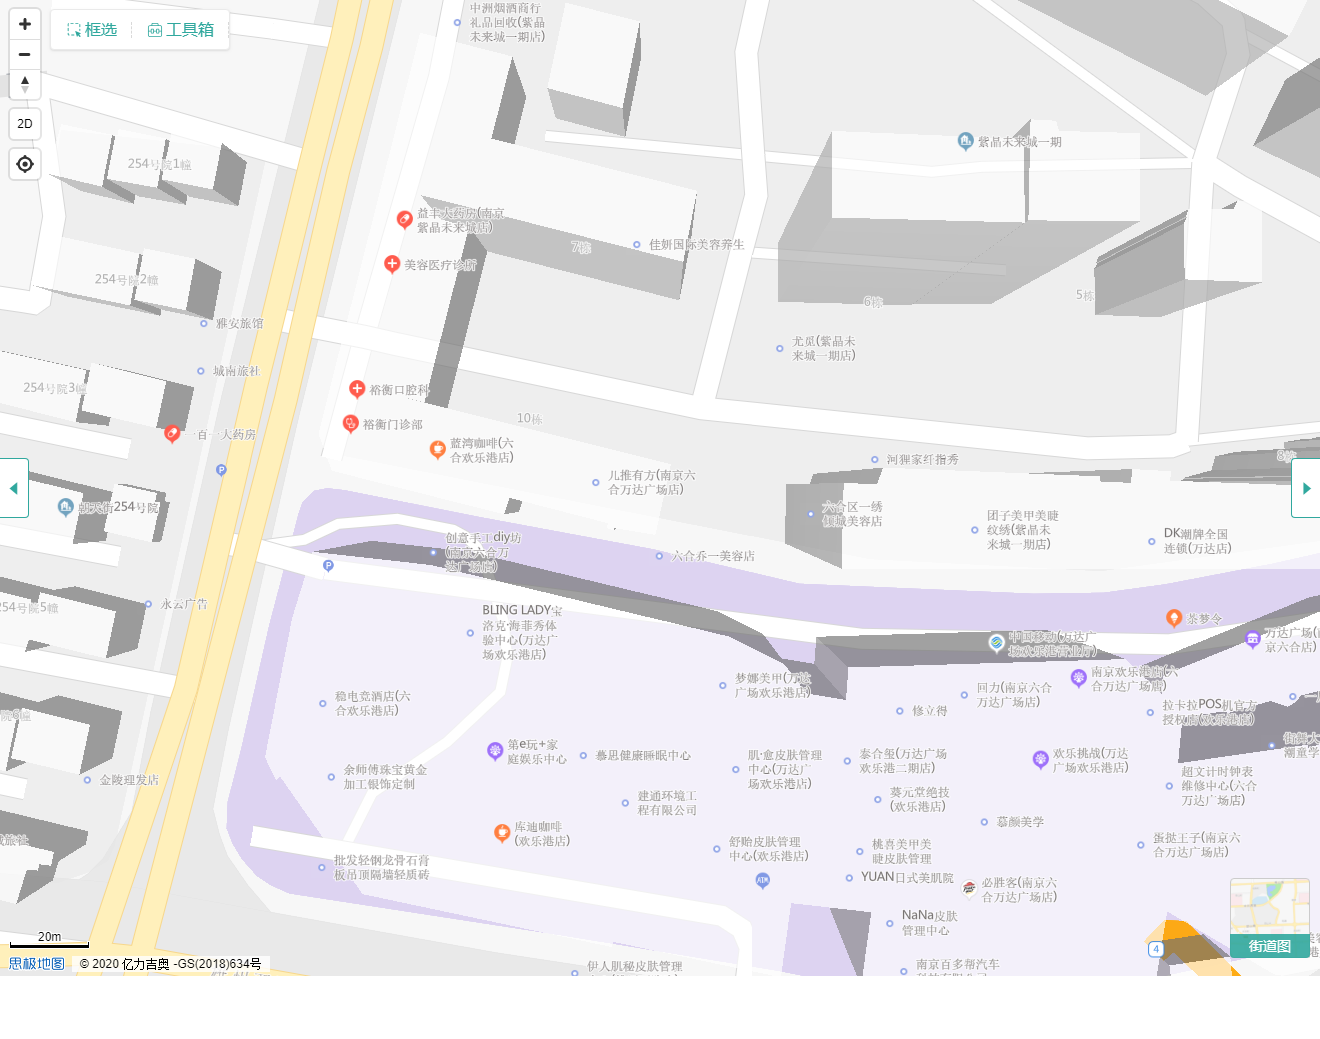 框选
工具箱
2D
中洲烟酒商行
礼品回收(紫晶
未来城一期店)
254号院1幢
紫晶未来城一期
益丰大药房(南京
紫晶未来城店)
7栋
佳妍国际美容养生
美容医疗诊所
254号院2幢
6栋
5栋
雅安旅馆
尤觅(紫晶未
来城一期店)
城南旅社
254号院3幢
裕衡口腔科
10栋
裕衡门诊部
一百一大药房
蓝湾咖啡(六
合欢乐港店)
河狸家纤指秀
8栋
儿推有方(南京六
合万达广场店)
朝天街254号院
六合区一绣
倾城美容店
团子美甲美睫
纹绣(紫晶未
来城一期店)
DK潮牌全国
连锁(万达店)
创意手工diy坊
(南京六合万
达广场店)
六合乔一美容店
254号院5幢
永云广告
BLING LADY宝
洛克·海菲秀体
验中心(万达广
场欢乐港店)
茶梦令
中国移动(万达广
场欢乐港营业厅)
万达广场(南
京六合店)
梦娜美甲(万达
广场欢乐港店)
南京欢乐港店(六
合万达广场店)
回力(南京六合
万达广场店)
稳电竞酒店(六
合欢乐港店)
修立得
拉卡拉POS机官方
授权店(欢乐港店)
第e玩+家
庭娱乐中心
慕思健康睡眠中心
肌·愈皮肤管理
中心(万达广
场欢乐港店)
泰合玺(万达广场
欢乐港二期店)
欢乐挑战(万达
广场欢乐港店)
潮童学
余师傅珠宝黄金
加工银饰定制
金陵理发店
超文计时钟表
维修中心(六合
万达广场店)
建通环境工
程有限公司
葵元堂绝技
(欢乐港店)
慕颜美学
库迪咖啡
(欢乐港店)
舒贻皮肤管理
中心(欢乐港店)
桃喜美甲美
睫皮肤管理
蛋挞王子(南京六
合万达广场店)
批发轻钢龙骨石膏
板吊顶隔墙轻质砖
ATM
YUAN日式美肌院
必胜客(南京六
合万达广场店)
NaNa皮肤
管理中心
4
街道图
20m
思极地图
© 2020 亿力吉奥 -GS(2018)634号
伊人肌秘皮肤管理
南京百多帮汽车